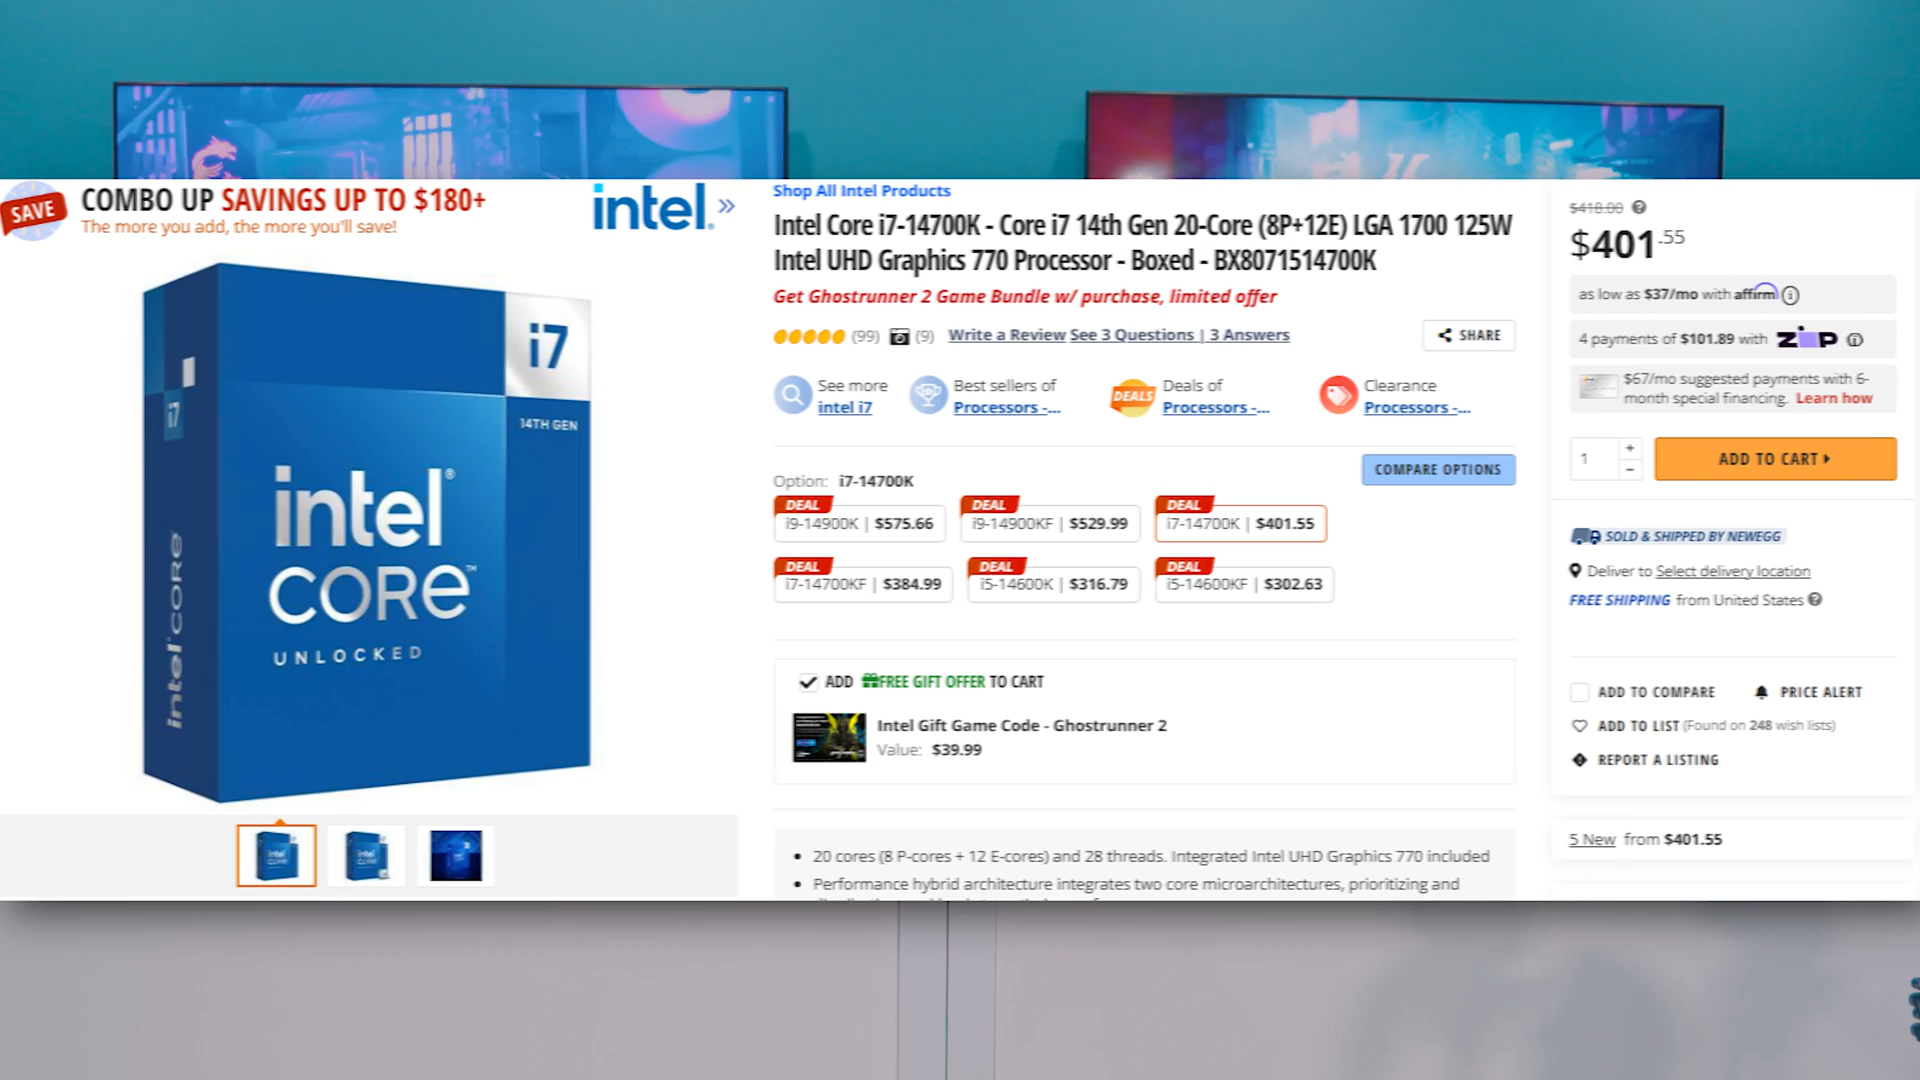 SAVE
COMBO UP SAVINGS UP TO $180+
The more you add, the more you'll save!
intel
i7
14TH GEN
i7
intel
CORE
UNLOCKED
intel CORE
Shop All Intel Products
Intel Core i7-14700K - Core i7 14th Gen 20-Core (8P+12E) LGA 1700 125W
Intel UHD Graphics 770 Processor - Boxed - BX8071514700K
Get Ghostrunner 2 Game Bundle w/ purchase, limited offer
(99) (9) Write a Review See 3 Questions | 3 Answers
SHARE
See more
intel i7
Best sellers of
Processors -...
DEALS
Deals of
Processors -...
Clearance
Processors -...
Option: i7-14700K
COMPARE OPTIONS
DEAL
i9-14900K | $575.66
DEAL
i9-14900KF | $529.99
DEAL
i7-14700K | $401.55
DEAL
i7-14700KF | $384.99
DEAL
i5-14600K | $316.79
DEAL
i5-14600KF | $302.63
ADD FREE GIFT OFFER TO CART
Intel Gift Game Code - Ghostrunner 2
Value: $39.99
• 20 cores (8 P-cores + 12 E-cores) and 28 threads. Integrated Intel UHD Graphics 770 included
• Performance hybrid architecture integrates two core microarchitectures, prioritizing and
$418.00
$401.55
as low as $37/mo with affirm
4 payments of $101.89 with ZIP
$67/mo suggested payments with 6-
month special financing. Learn how
1
+
−
ADD TO CART
SOLD & SHIPPED BY NEWEGG
Deliver to Select delivery location
FREE SHIPPING from United States
ADD TO COMPARE
PRICE ALERT
ADD TO LIST (Found on 248 wish lists)
REPORT A LISTING
5 New from $401.55